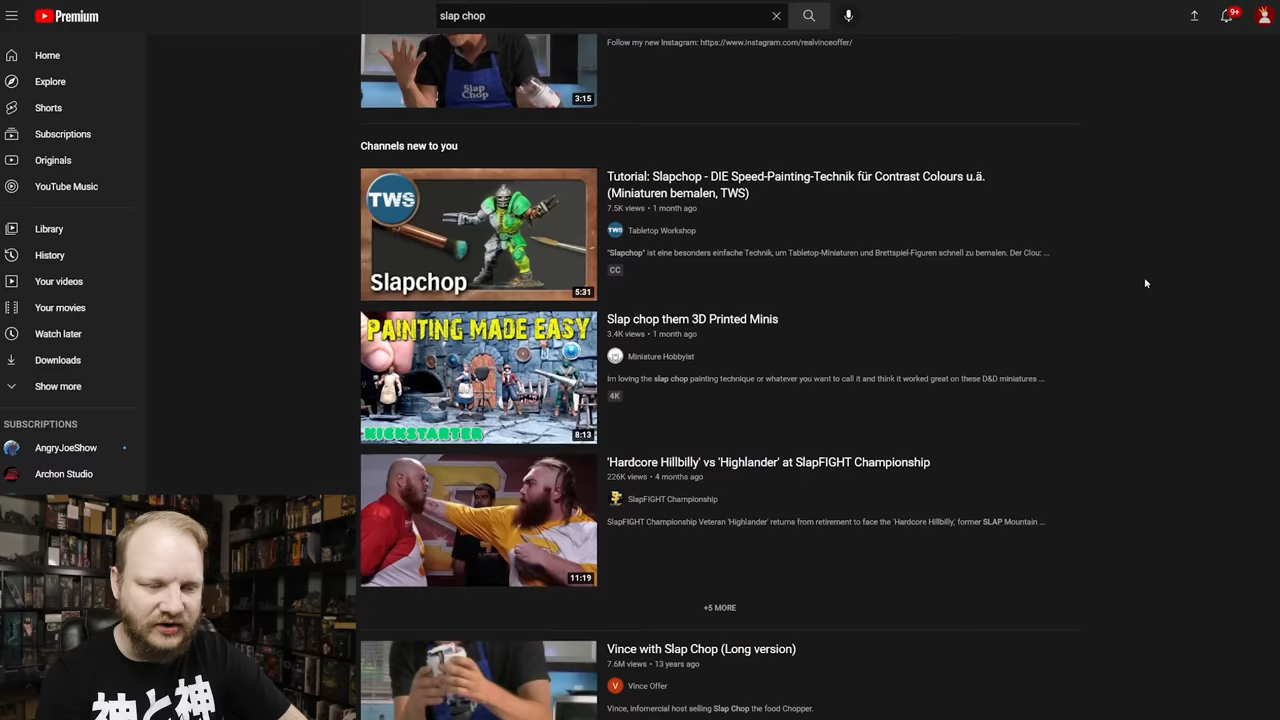 Premium
slap chop
9+
Home
Explore
Shorts
Subscriptions
Originals
YouTube Music
Library
History
Your videos
Your movies
Watch later
Downloads
Show more
SUBSCRIPTIONS
AngryJoeShow
Archon Studio
Follow my new Instagram: https://www.instagram.com/realvinceoffer/
Slap
Chop
3:15
Channels new to you
TWS
Slapchop
5:31
Tutorial: Slapchop - DIE Speed-Painting-Technik für Contrast Colours u.ä.
(Miniaturen bemalen, TWS)
7.5K views • 1 month ago
TWS Tabletop Workshop
"Slapchop" ist eine besonders einfache Technik, um Tabletop-Miniaturen und Brettspiel-Figuren schnell zu bemalen. Der Clou: ...
CC
PAINTING MADE EASY
KICKSTARTER
8:13
Slap chop them 3D Printed Minis
3.4K views • 1 month ago
Miniature Hobbyist
Im loving the slap chop painting technique or whatever you want to call it and think it worked great on these D&D miniatures ...
4K
11:19
'Hardcore Hillbilly' vs 'Highlander' at SlapFIGHT Championship
226K views • 4 months ago
SlapFIGHT Championship
SlapFIGHT Championship Veteran 'Highlander' returns from retirement to face the 'Hardcore Hillbilly', former SLAP Mountain ...
+5 MORE
Vince with Slap Chop (Long version)
7.6M views • 13 years ago
V Vince Offer
Vince, infomercial host selling Slap Chop the food Chopper.
神と神